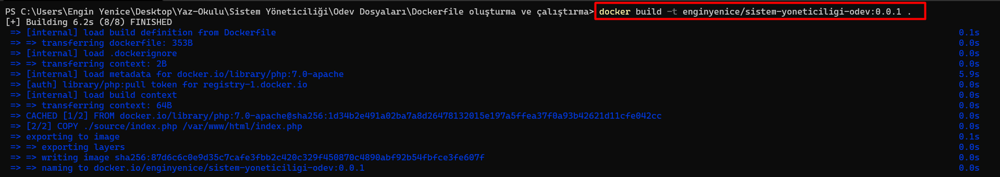 PS C:\Users\Engin Yenice\Desktop\Yaz-Okulu\Sistem Yöneticiliği\Odev Dosyaları\Dockerfile oluşturma ve çalıştırma> docker build -t enginyenice/sistem-yoneticiligi-odev:0.0.1 .
[+] Building 6.2s (8/8) FINISHED
=> [internal] load build definition from Dockerfile 0.1s
=> => transferring dockerfile: 353B 0.0s
=> [internal] load .dockerignore 0.0s
=> => transferring context: 2B 0.0s
=> [internal] load metadata for docker.io/library/php:7.0-apache 5.9s
=> [auth] library/php:pull token for registry-1.docker.io 0.0s
=> [internal] load build context 0.0s
=> => transferring context: 64B 0.0s
=> CACHED [1/2] FROM docker.io/library/php:7.0-apache@sha256:1d34b2e491a02ba7a8d26478132015e197a5ffea37f0a93b42621d11cfe042cc 0.0s
=> [2/2] COPY ./source/index.php /var/www/html/index.php 0.0s
=> exporting to image 0.1s
=> => exporting layers 0.0s
=> => writing image sha256:87d6c6c0e9d35c7cafe3fbb2c420c329f450870c4890abf92b54fbfce3fe607f 0.0s
=> => naming to docker.io/enginyenice/sistem-yoneticiligi-odev:0.0.1 0.0s